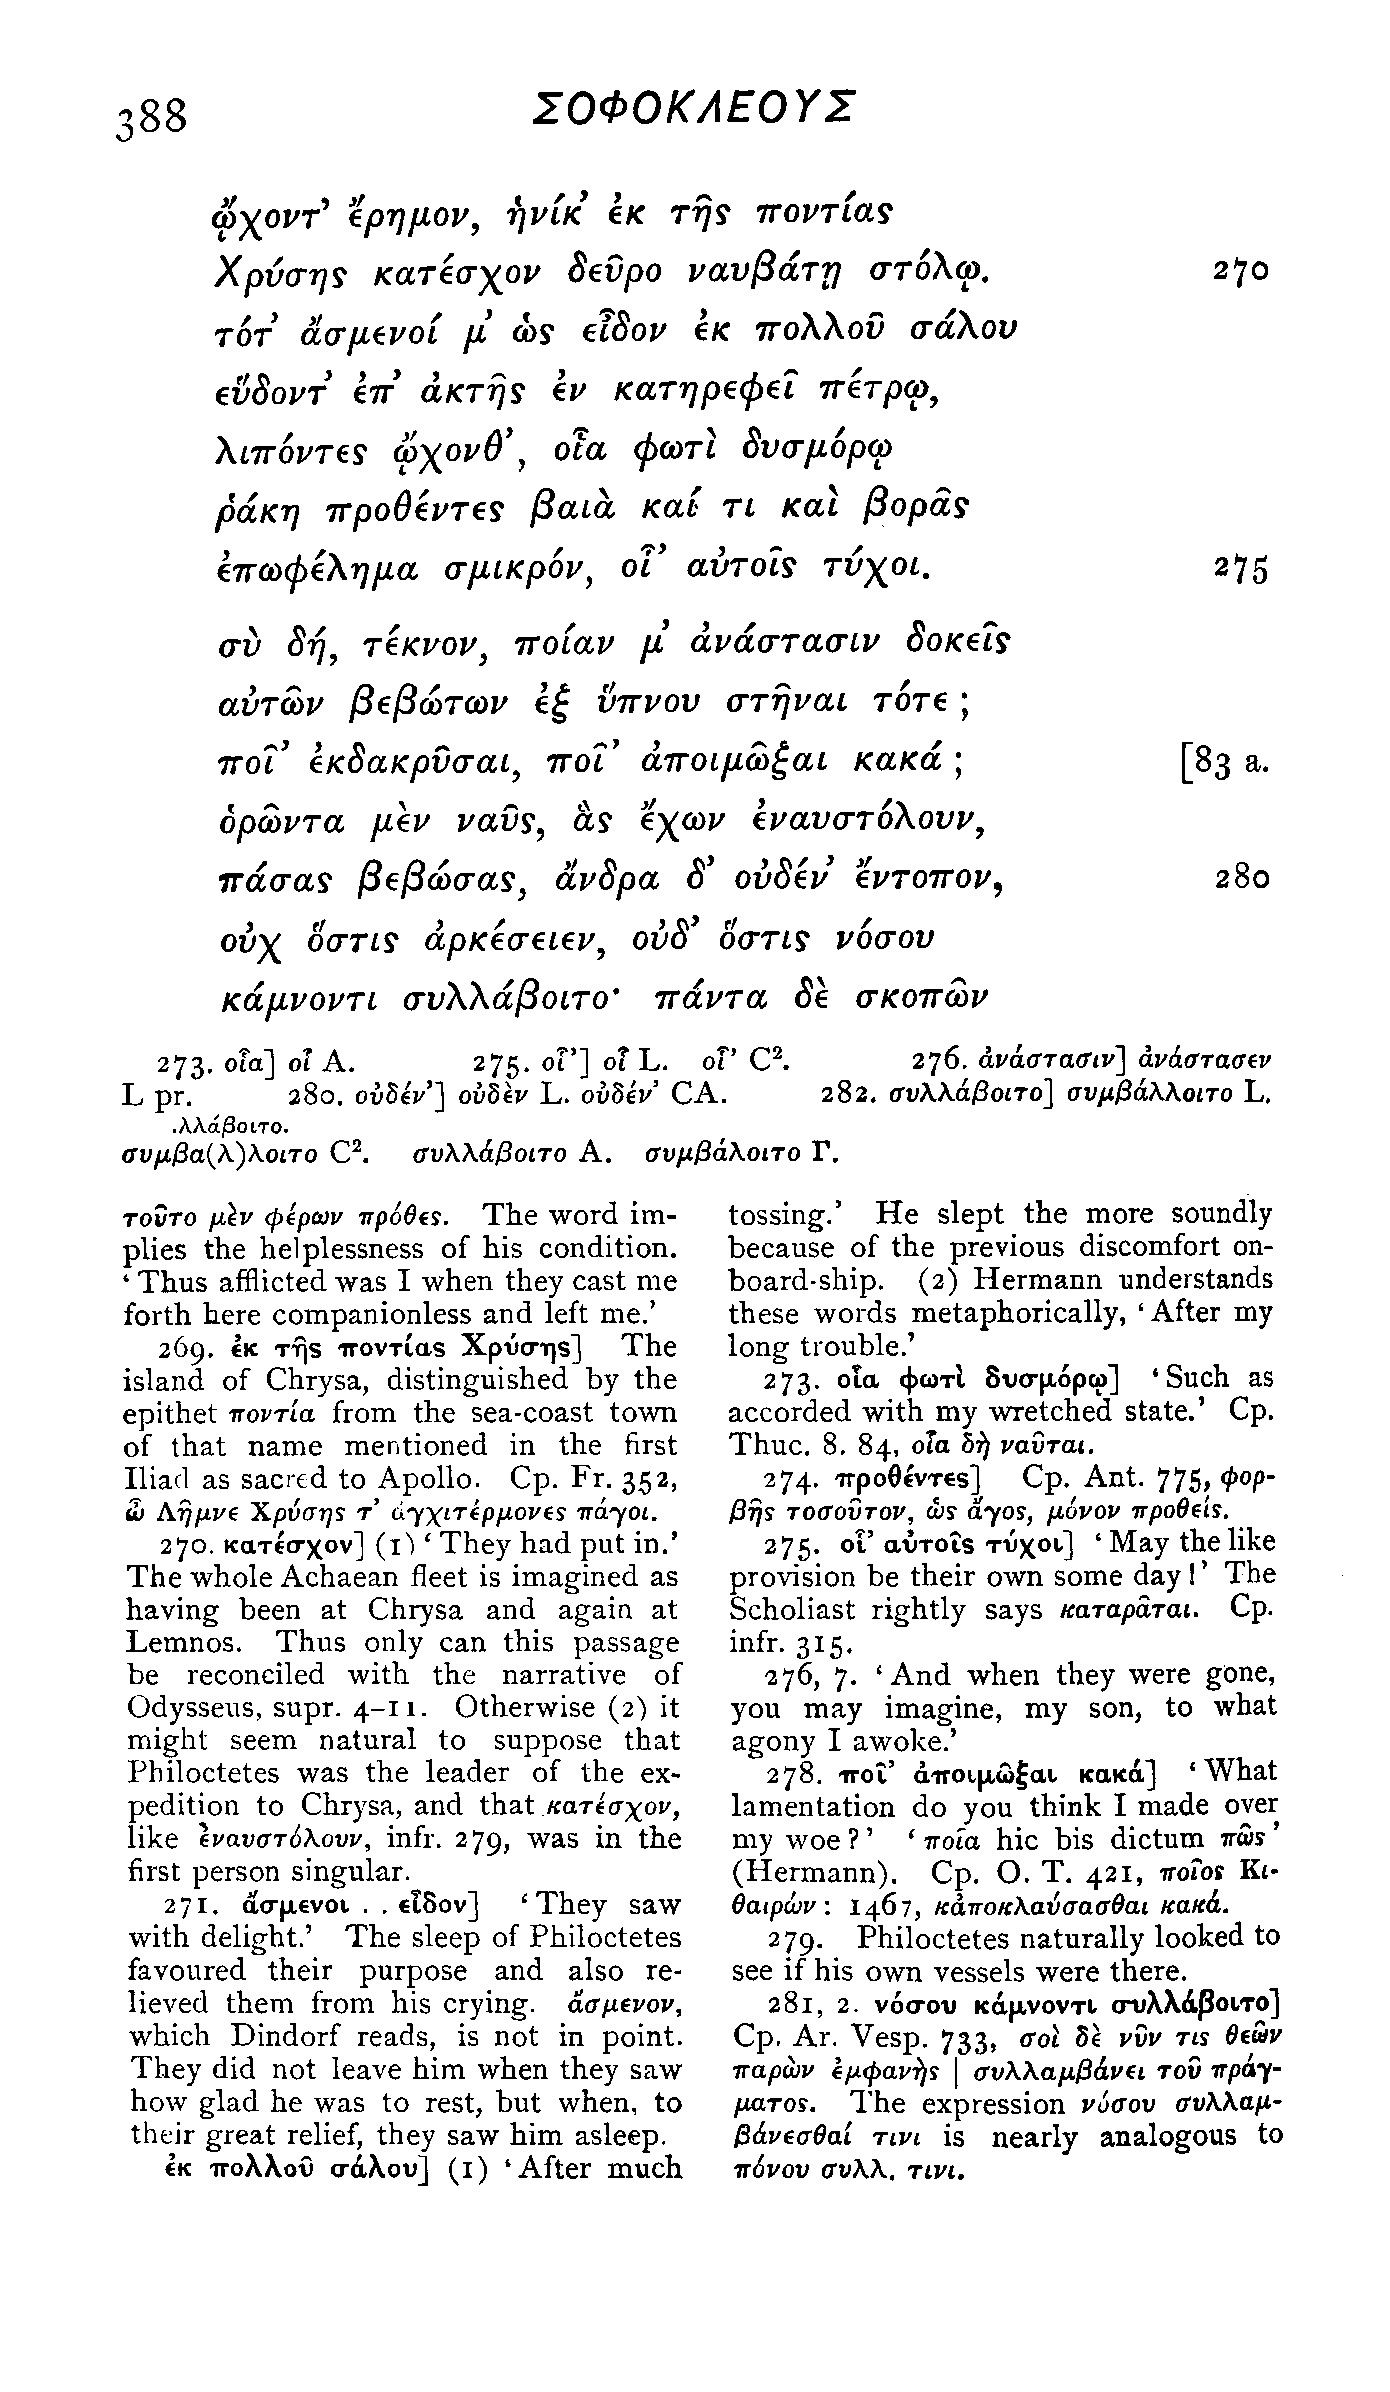 388 ΣΟΦΟΚΛΕΟΥΣ
ᾤχοντ’ ἔρημον, ἡνίκ’ ἐκ τῆς ποντίας
Χρύσης κατέσχον δεῦρο ναυβάτῃ στόλῳ. 270
τότ’ ἄσμενοί μ’ ὡς εἶδον ἐκ πολλοῦ σάλου
εὕδοντ’ ἐπ’ ἀκτῆς ἐν κατηρεφεῖ πέτρῳ,
λιπόντες ᾤχονθ’, οἷα φωτὶ δυσμόρῳ
ῥάκη προθέντες βαιὰ καί τι καὶ βορᾶς
ἐπωφέλημα σμικρόν, οἷ’ αὐτοῖς τύχοι. 275
σὺ δή, τέκνον, ποίαν μ’ ἀνάστασιν δοκεῖς
αὐτῶν βεβώτων ἐξ ὕπνου στῆναι τότε ;
ποῖ’ ἐκδακρῦσαι, ποῖ’ ἀποιμῶξαι κακά ; [83 a.
ὁρῶντα μὲν ναῦς, ἃς ἔχων ἐναυστόλουν,
πάσας βεβώσας, ἄνδρα δ’ οὐδέν’ ἔντοπον, 280
οὐχ ὅστις ἀρκέσειεν, οὐδ’ ὅστις νόσου
κάμνοντι συλλάβοιτο· πάντα δὲ σκοπῶν
273. οἷα] οἷ A. 275. οἷ’] οἷ L. οἷ’ C². 276. ἀνάστασιν] ἀνάστασεν
L pr. 280. οὐδέν’] οὐδὲν L. οὐδέν’ CA. 282. συλλάβοιτο] συμβάλλοιτο L.
.λλάβοιτο.
συμβα(λ)λοιτο C². συλλάβοιτο A. συμβάλοιτο Γ.
τοῦτο μὲν φέρων πρόθες. The word im-
plies the helplessness of his condition.
‘Thus afflicted was I when they cast me
forth here companionless and left me.’
269. ἐκ τῆς ποντίας Χρύσης] The
island of Chrysa, distinguished by the
epithet ποντία from the sea-coast town
of that name mentioned in the first
Iliad as sacred to Apollo. Cp. Fr. 352,
ὦ Λῆμνε Χρύσης τ’ ἀγχιτέρμονες πάγοι.
270. κατέσχον] (1) ‘They had put in.’
The whole Achaean fleet is imagined as
having been at Chrysa and again at
Lemnos. Thus only can this passage
be reconciled with the narrative of
Odysseus, supr. 4-11. Otherwise (2) it
might seem natural to suppose that
Philoctetes was the leader of the ex-
pedition to Chrysa, and that κατέσχον,
like ἐναυστόλουν, infr. 279, was in the
first person singular.
271. ἄσμενοι . . εἶδον] ‘They saw
with delight.’ The sleep of Philoctetes
favoured their purpose and also re-
lieved them from his crying. ἄσμενον,
which Dindorf reads, is not in point.
They did not leave him when they saw
how glad he was to rest, but when, to
their great relief, they saw him asleep.
ἐκ πολλοῦ σάλου] (1) ‘After much
tossing.’ He slept the more soundly
because of the previous discomfort on-
board-ship. (2) Hermann understands
these words metaphorically, ‘After my
long trouble.’
273. οἷα φωτὶ δυσμόρῳ] ‘Such as
accorded with my wretched state.’ Cp.
Thuc. 8. 84, οἷα δὴ ναῦται.
274. προθέντες] Cp. Ant. 775, φορ-
βῆς τοσοῦτον, ὡς ἄγος, μόνον προθείς.
275. οἷ’ αὐτοῖς τύχοι] ‘May the like
provision be their own some day!’ The
Scholiast rightly says καταρᾶται. Cp.
infr. 315.
276, 7. ‘And when they were gone,
you may imagine, my son, to what
agony I awoke.’
278. ποῖ’ ἀποιμῶξαι κακά] ‘What
lamentation do you think I made over
my woe?’ ‘ποῖα hic bis dictum πῶς’
(Hermann). Cp. O. T. 421, ποῖος Κι-
θαιρών: 1467, κἀποκλαύσασθαι κακά.
279. Philoctetes naturally looked to
see if his own vessels were there.
281, 2. νόσου κάμνοντι συλλάβοιτο]
Cp. Ar. Vesp. 733, σοὶ δὲ νῦν τις θεῶν
παρὼν ἐμφανὴς | συλλαμβάνει τοῦ πράγ-
ματος. The expression νόσου συλλαμ-
βάνεσθαί τινι is nearly analogous to
πόνου συλλ. τινι.